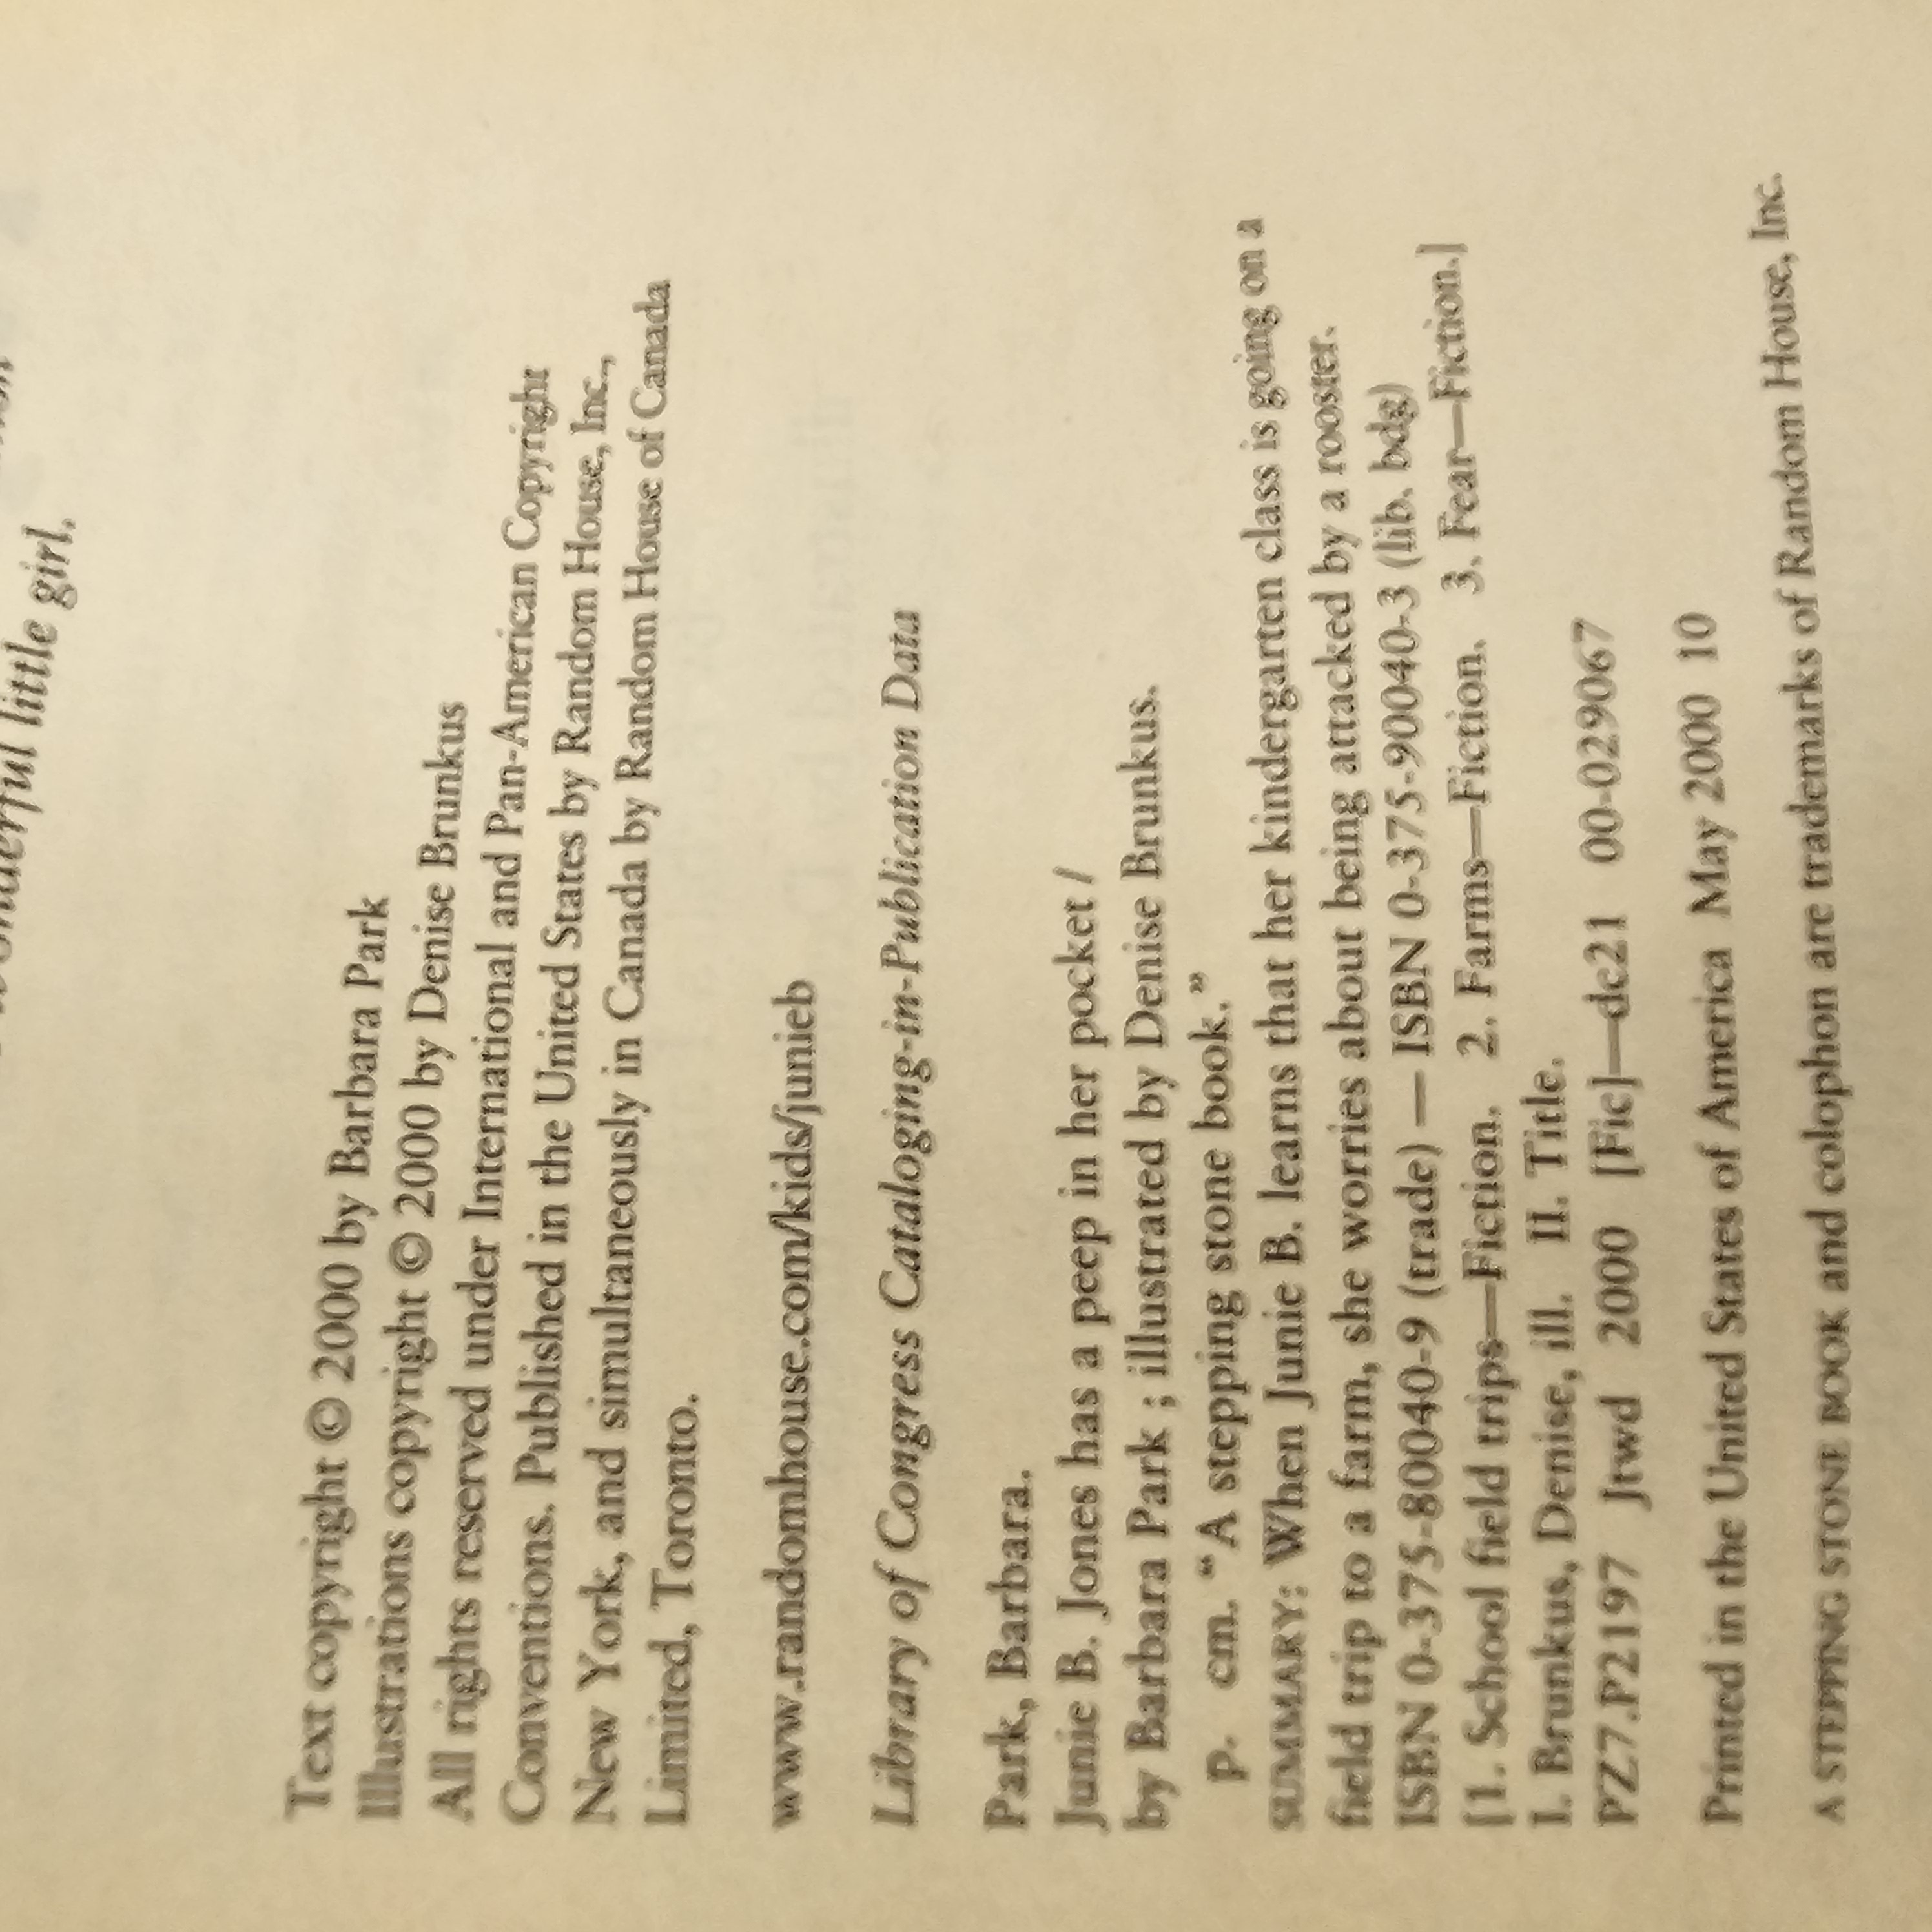 wonderful little girl.
Text copyright © 2000 by Barbara Park
Illustrations copyright © 2000 by Denise Brunkus
All rights reserved under International and Pan-American Copyright
Conventions. Published in the United States by Random House, Inc.,
New York, and simultaneously in Canada by Random House of Canada
Limited, Toronto.
www.randomhouse.com/kids/junieb
Library of Congress Cataloging-in-Publication Data
Park, Barbara.
Junie B. Jones has a peep in her pocket /
by Barbara Park ; illustrated by Denise Brunkus.
p. cm. “A stepping stone book.”
SUMMARY: When Junie B. learns that her kindergarten class is going on a
field trip to a farm, she worries about being attacked by a rooster.
ISBN 0-375-80040-9 (trade) — ISBN 0-375-90040-3 (lib. bdg)
[1. School field trips—Fiction. 2. Farms—Fiction. 3. Fear—Fiction.]
I. Brunkus, Denise, ill. II. Title.
PZ7.P2197 Jtwd 2000 [Fic]—dc21 00-029067
Printed in the United States of America May 2000 10
A STEPPING STONE BOOK and colophon are trademarks of Random House, Inc.